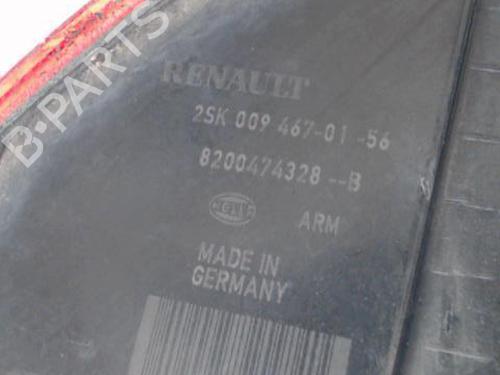 B-PARTS
RENAULT
2SK 009 467-01 -56
8200474328 --B
HELLA
ARM
MADE IN
GERMANY